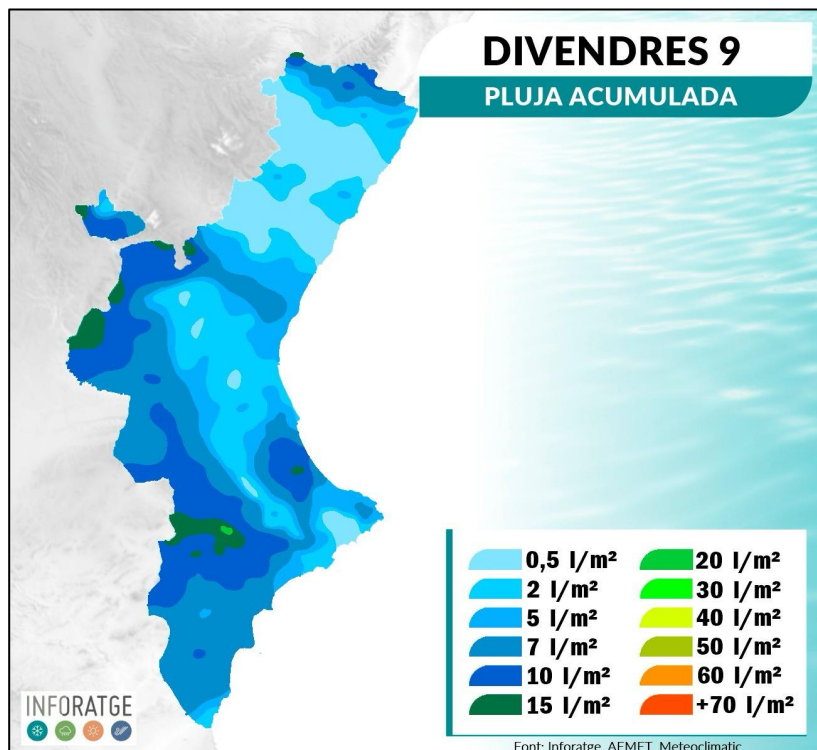 DIVENDRES 9
PLUJA ACUMULADA
0,5 l/m²
2 l/m²
5 l/m²
7 l/m²
10 l/m²
15 l/m²
20 l/m²
30 l/m²
40 l/m²
50 l/m²
60 l/m²
+70 l/m²
INFORATGE
Font: Inforatge, AEMET, Meteoclimatic